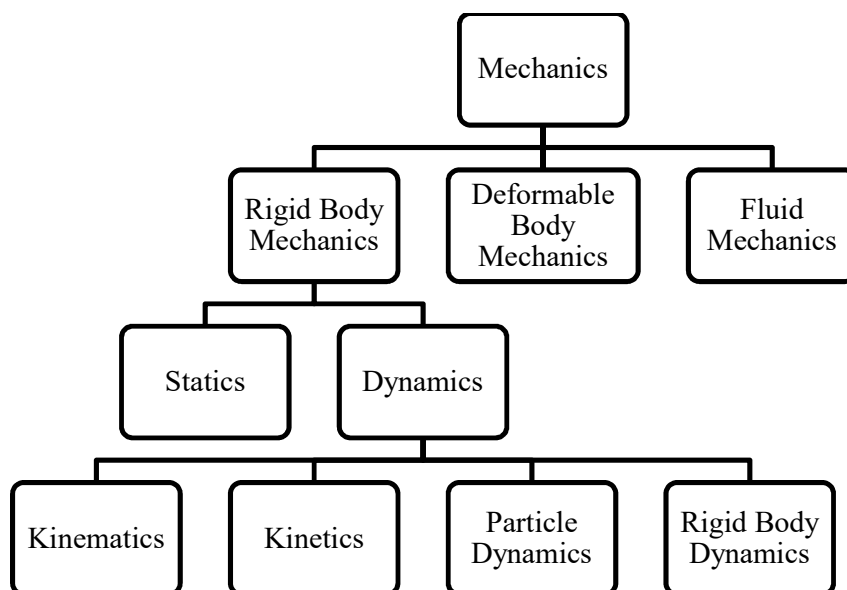 Mechanics
Rigid Body
Mechanics
Deformable
Body
Mechanics
Fluid
Mechanics
Statics
Dynamics
Kinematics
Kinetics
Particle
Dynamics
Rigid Body
Dynamics